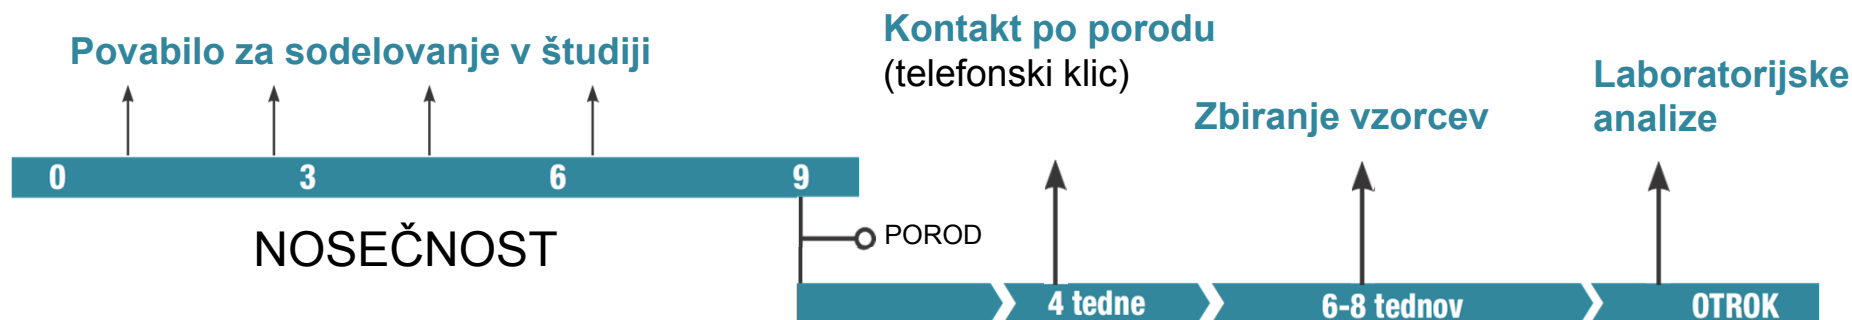 Povabilo za sodelovanje v študiji
Kontakt po porodu
(telefonski klic)
Zbiranje vzorcev
Laboratorijske
analize
0 3 6 9
NOSEČNOST
POROD
4 tedne 6-8 tednov OTROK